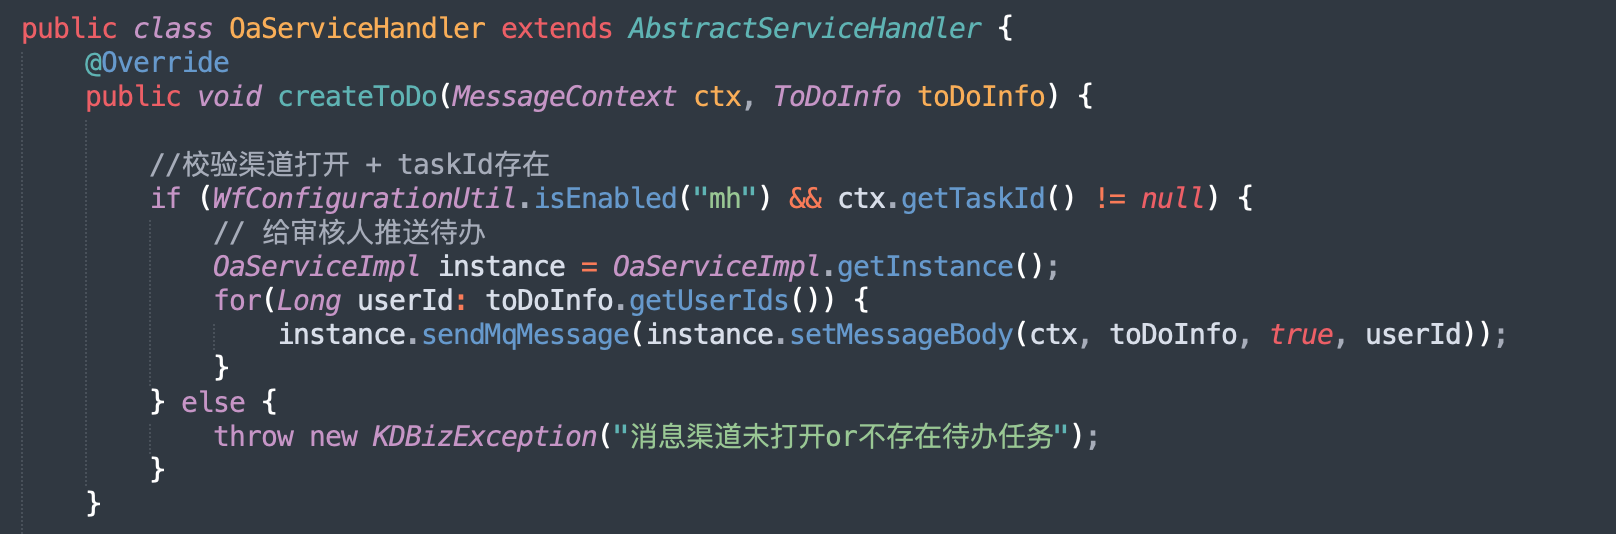 public class OaServiceHandler extends AbstractServiceHandler {
@Override
public void createToDo(MessageContext ctx, ToDoInfo toDoInfo) {
//校验渠道打开 + taskId存在
if (WfConfigurationUtil.isEnabled("mh") && ctx.getTaskId() != null) {
// 给审核人推送待办
OaServiceImpl instance = OaServiceImpl.getInstance();
for(Long userId: toDoInfo.getUserIds()) {
instance.sendMqMessage(instance.setMessageBody(ctx, toDoInfo, true, userId));
}
} else {
throw new KDBizException("消息渠道未打开or不存在待办任务");
}
}